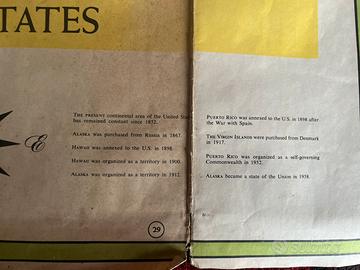 TATES
THE PRESENT continental area of the United Sta
has remained constant since 1852.
ALASKA was purchased from Russia in 1867.
HAWAII was annexed to the U.S. in 1898.
HAWAII was organized as a territory in 1900.
ALASKA was organized as a territory in 1912.
E
29
PUERTO RICO was annexed to the U.S. in 1898 after
the War with Spain.
THE VIRGIN ISLANDS were purchased from Denmark
in 1917.
PUERTO RICO was organized as a self-governing
Commonwealth in 1952.
ALASKA became a state of the Union in 1958.